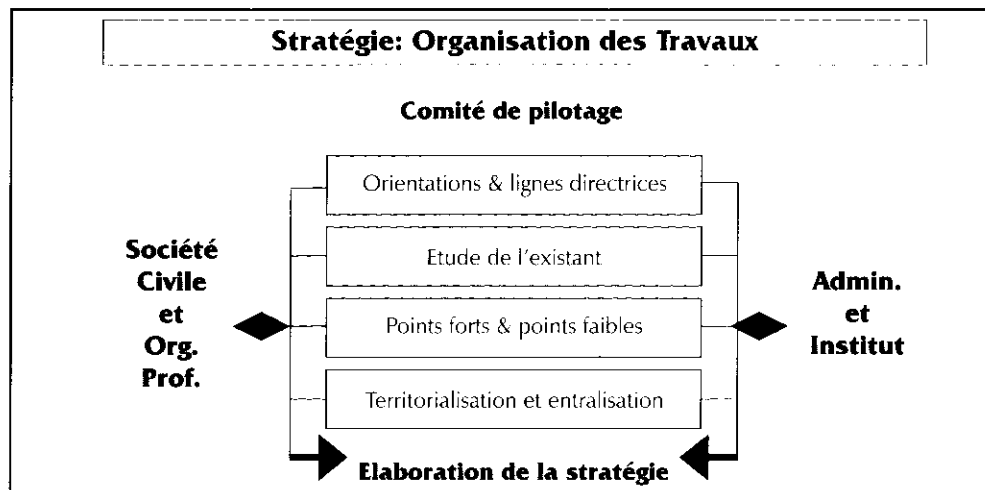 Stratégie: Organisation des Travaux
Comité de pilotage
Orientations & lignes directrices
Etude de l'existant
Points forts & points faibles
Territorialisation et entralisation
Société
Civile
et
Org.
Prof.
Admin.
et
Institut
Elaboration de la stratégie